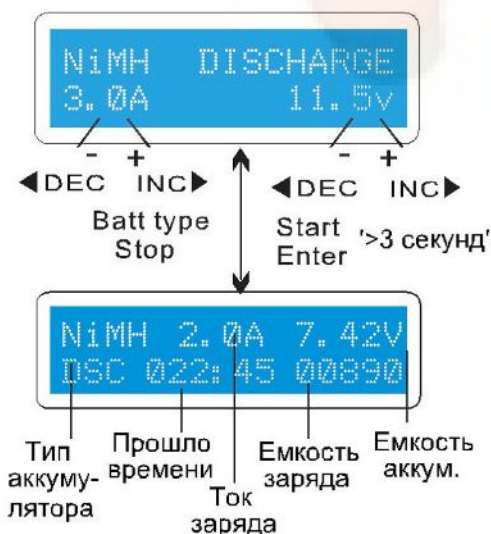 NiMH DISCHARGE
3.0A 11.5v
- + - +
◀DEC INC▶ ◀DEC INC▶
Batt type Start '>3 секунд'
Stop Enter
NiMH 2.0A 7.42V
DSC 022:45 00890
Тип Прошло Емкость Емкость
аккуму- времени заряда аккум.
лятора Ток
заряда